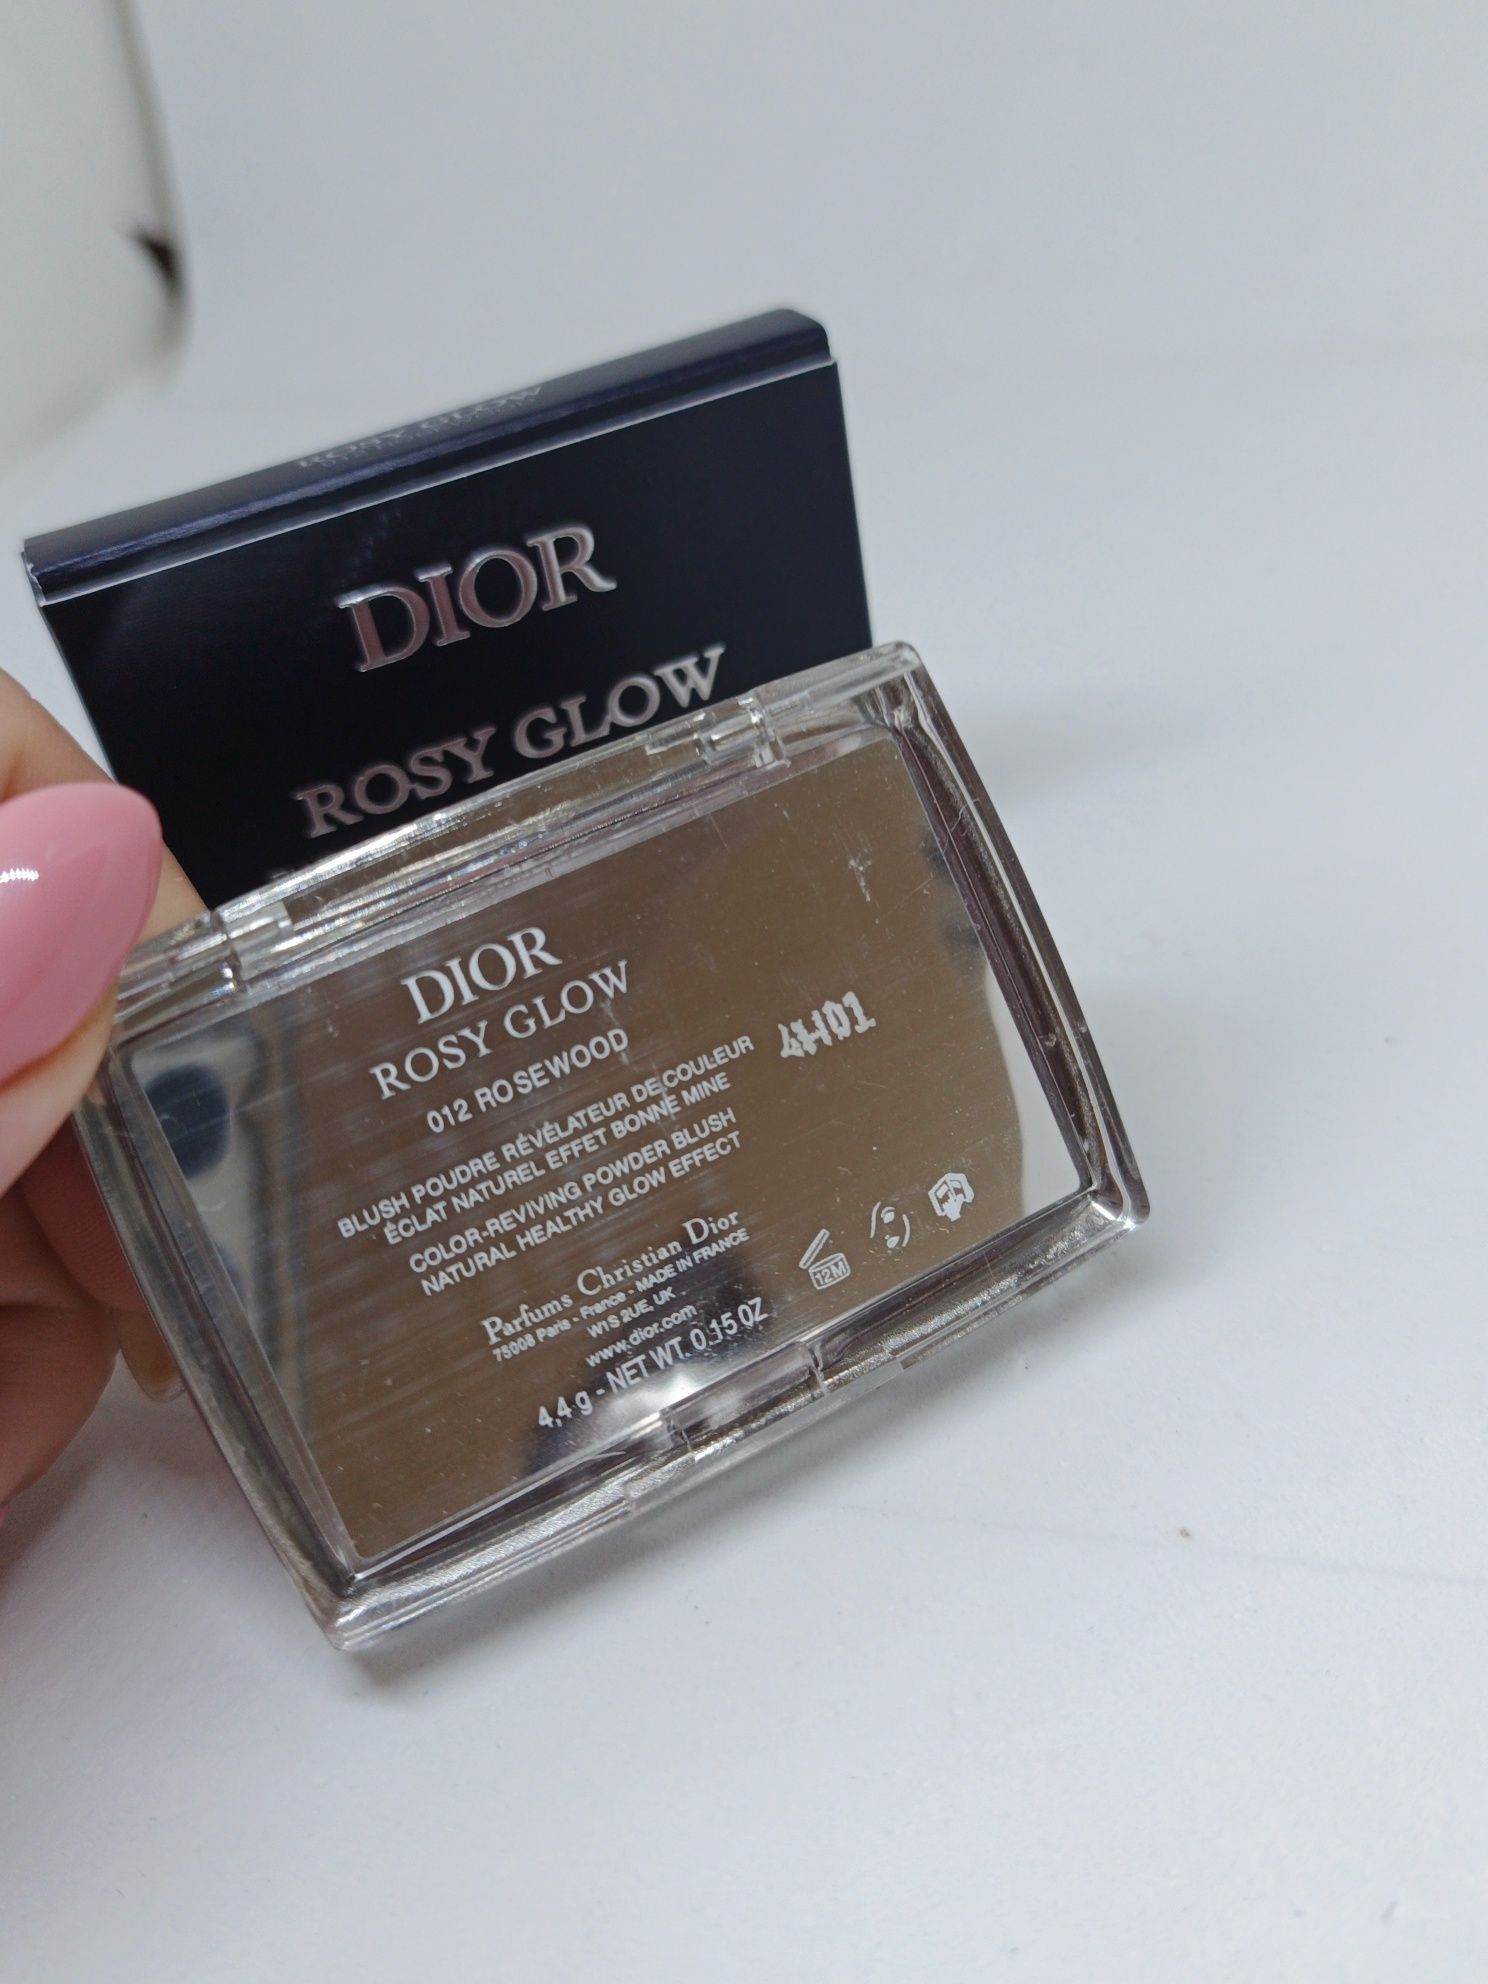 ROSY GLOW
DIOR
ROSY GLOW
DIOR
ROSY GLOW
012 ROSEWOOD
BLUSH POUDRE RÉVÉLATEUR DE COULEUR
ÉCLAT NATUREL EFFET BONNE MINE
COLOR-REVIVING POWDER BLUSH
NATURAL HEALTHY GLOW EFFECT
4H01
Parfums Christian Dior
75008 Paris - France - MADE IN FRANCE
W1S 2UE, UK
www.dior.com
4,4 g - NET WT. 0.15 OZ
12M